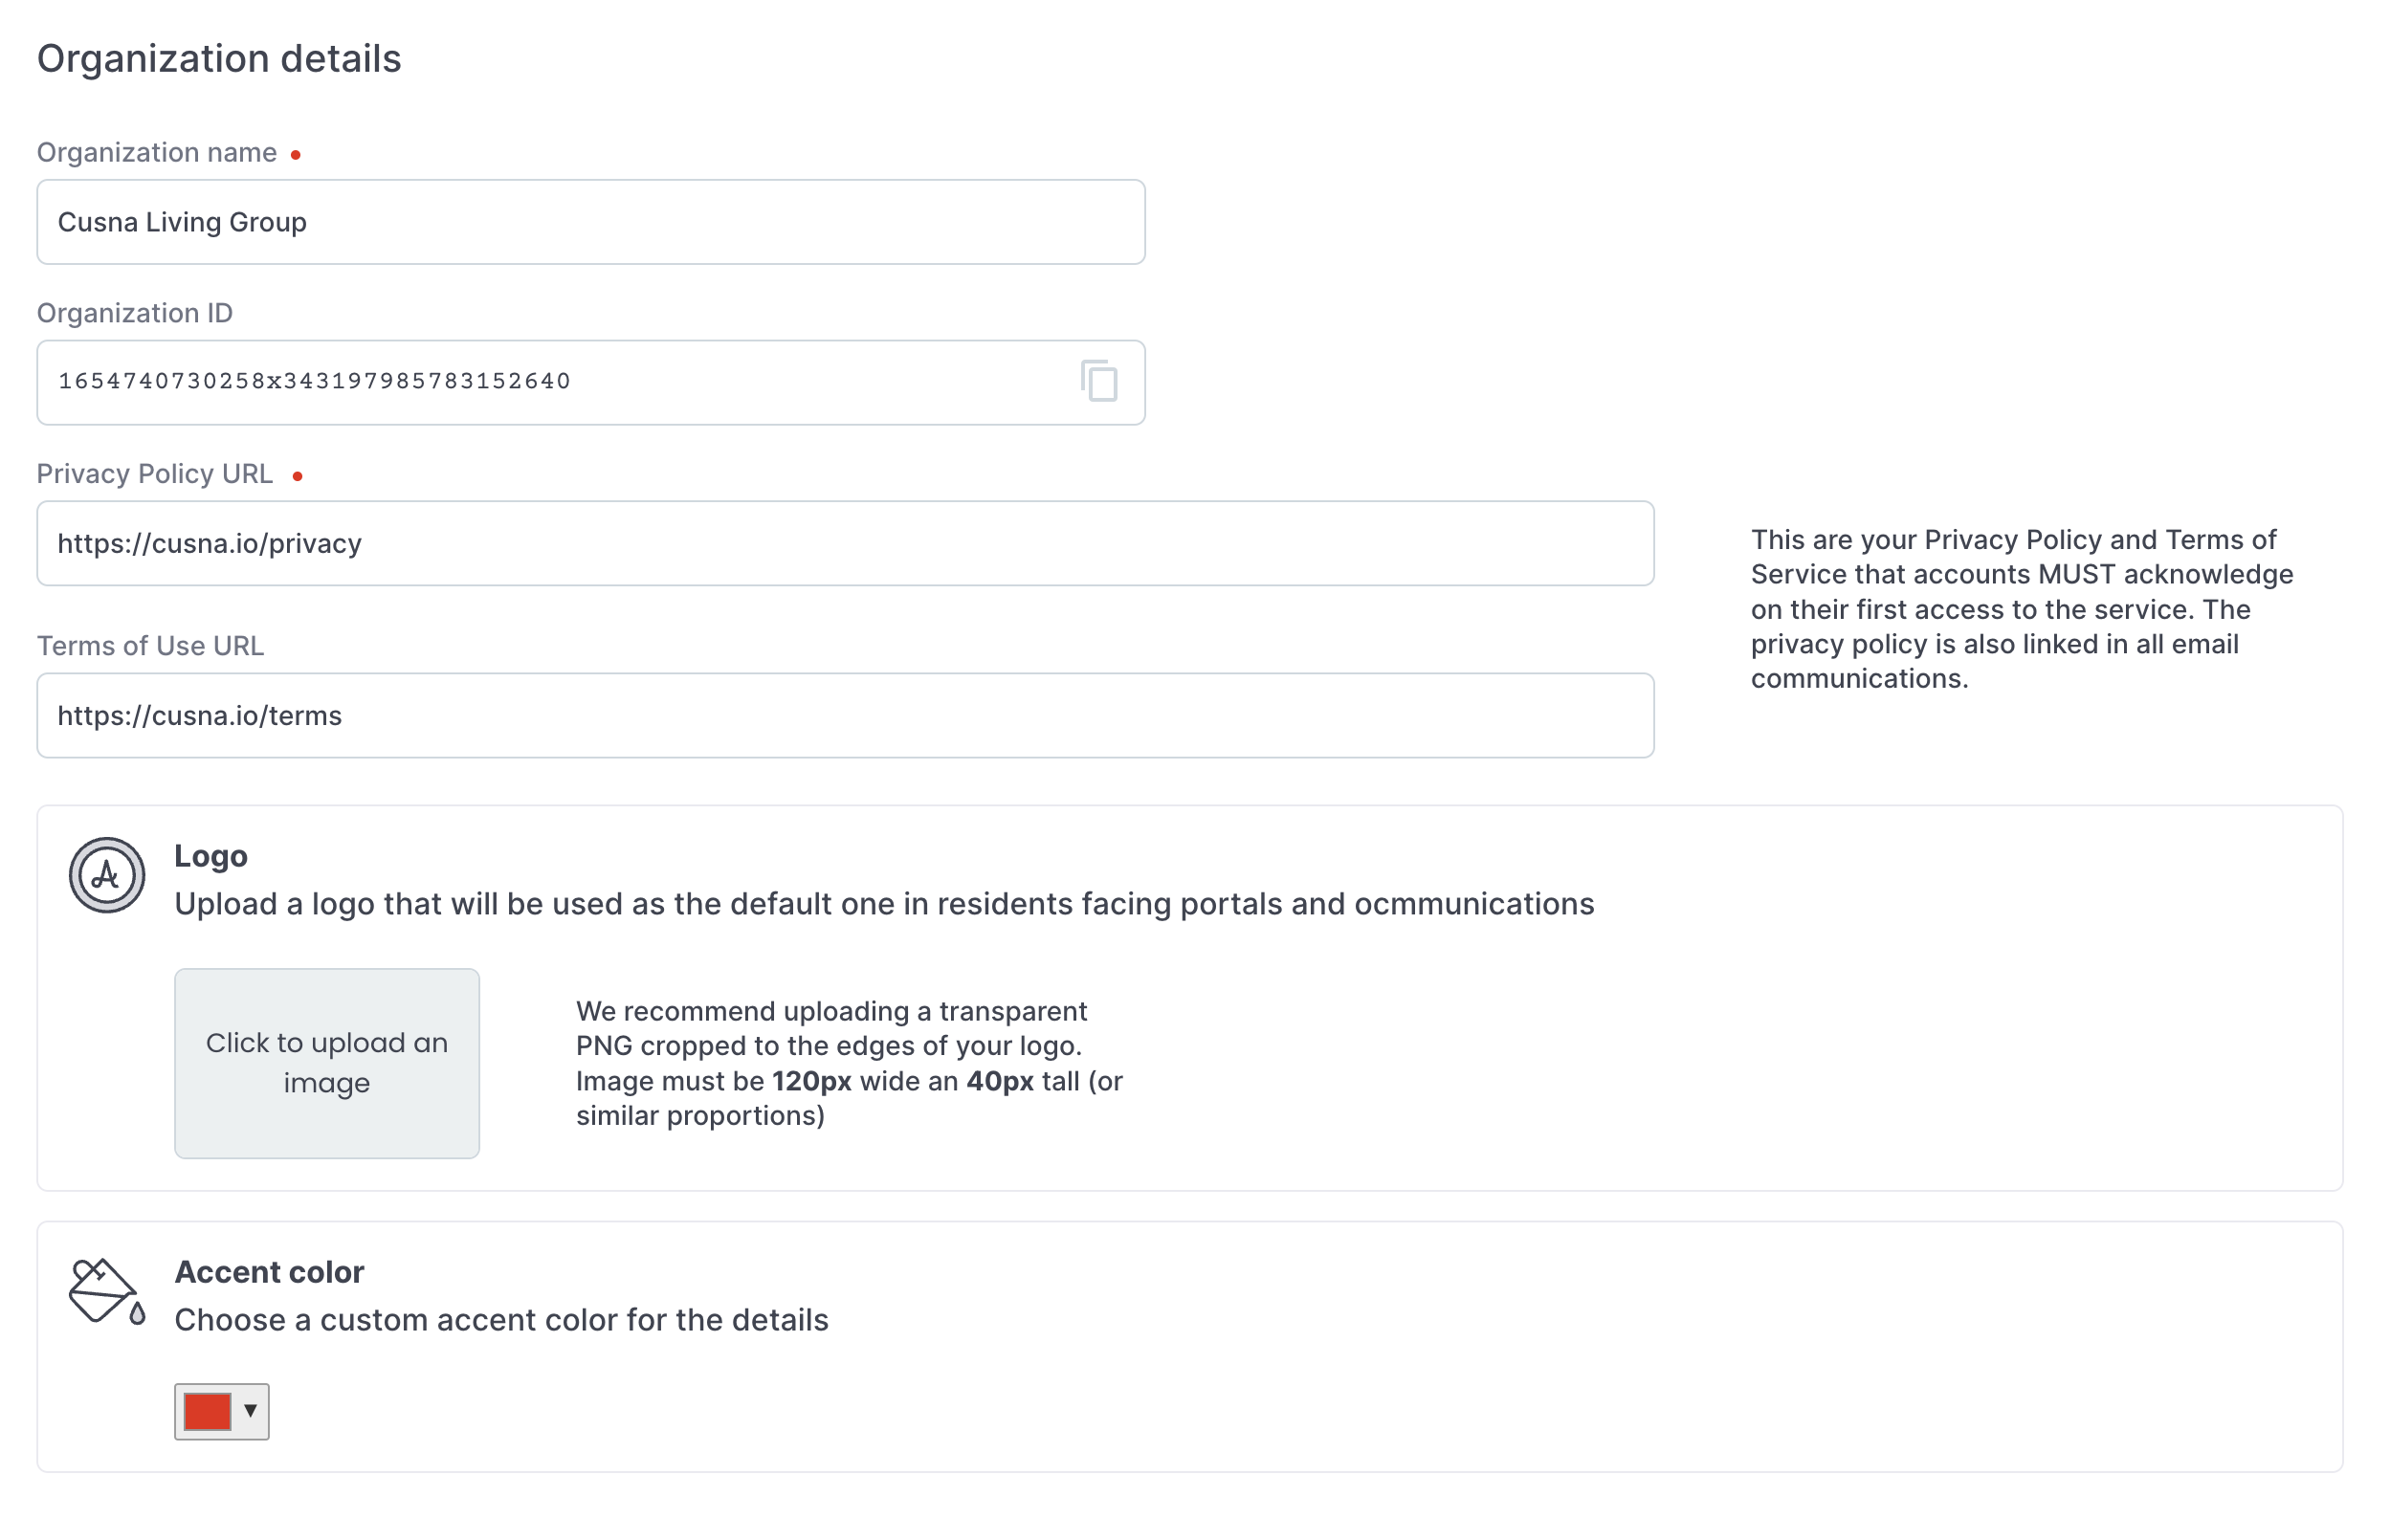 Organization details
Organization name
Cusna Living Group
Organization ID
1654740730258x343197985783152640
Privacy Policy URL
https://cusna.io/privacy
This are your Privacy Policy and Terms of
Service that accounts MUST acknowledge
on their first access to the service. The
privacy policy is also linked in all email
communications.
Terms of Use URL
https://cusna.io/terms
A
Logo
Upload a logo that will be used as the default one in residents facing portals and ocmmunications
Click to upload an
image
We recommend uploading a transparent
PNG cropped to the edges of your logo.
Image must be 120px wide an 40px tall (or
similar proportions)
Accent color
Choose a custom accent color for the details